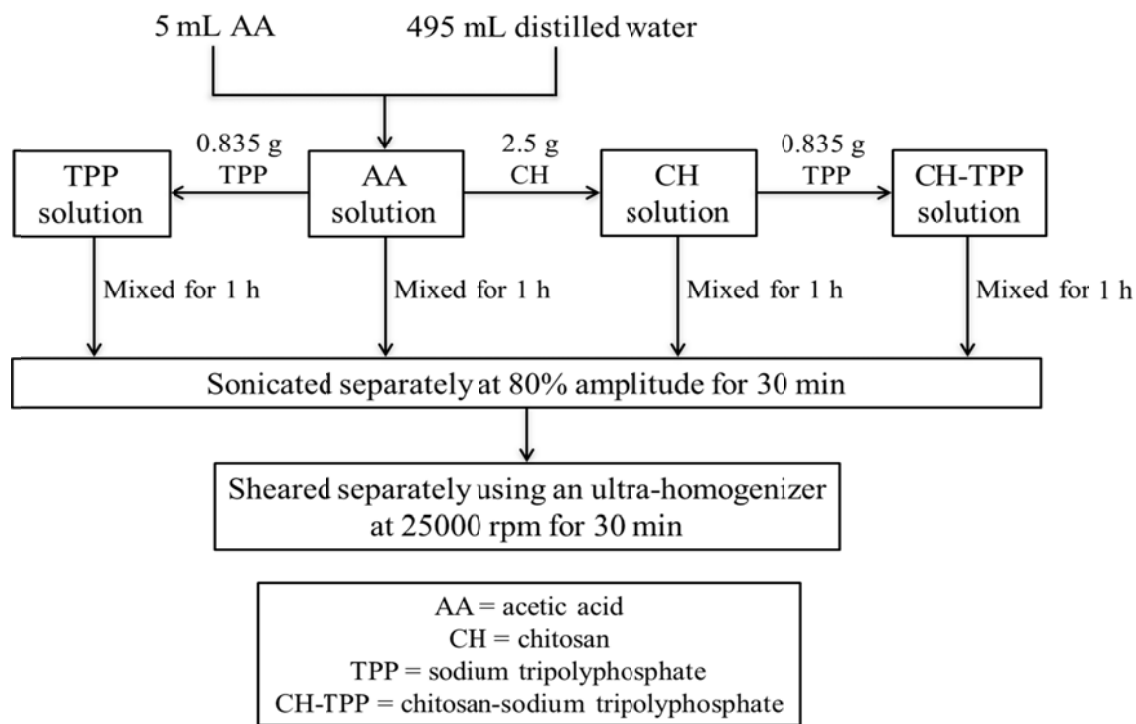 5 mL AA
495 mL distilled water
0.835 g
TPP
2.5 g
CH
0.835 g
TPP
TPP
solution
AA
solution
CH
solution
CH-TPP
solution
Mixed for 1 h
Mixed for 1 h
Mixed for 1 h
Mixed for 1 h
Sonicated separately at 80% amplitude for 30 min
Sheared separately using an ultra-homogenizer
at 25000 rpm for 30 min
AA = acetic acid
CH = chitosan
TPP = sodium tripolyphosphate
CH-TPP = chitosan-sodium tripolyphosphate